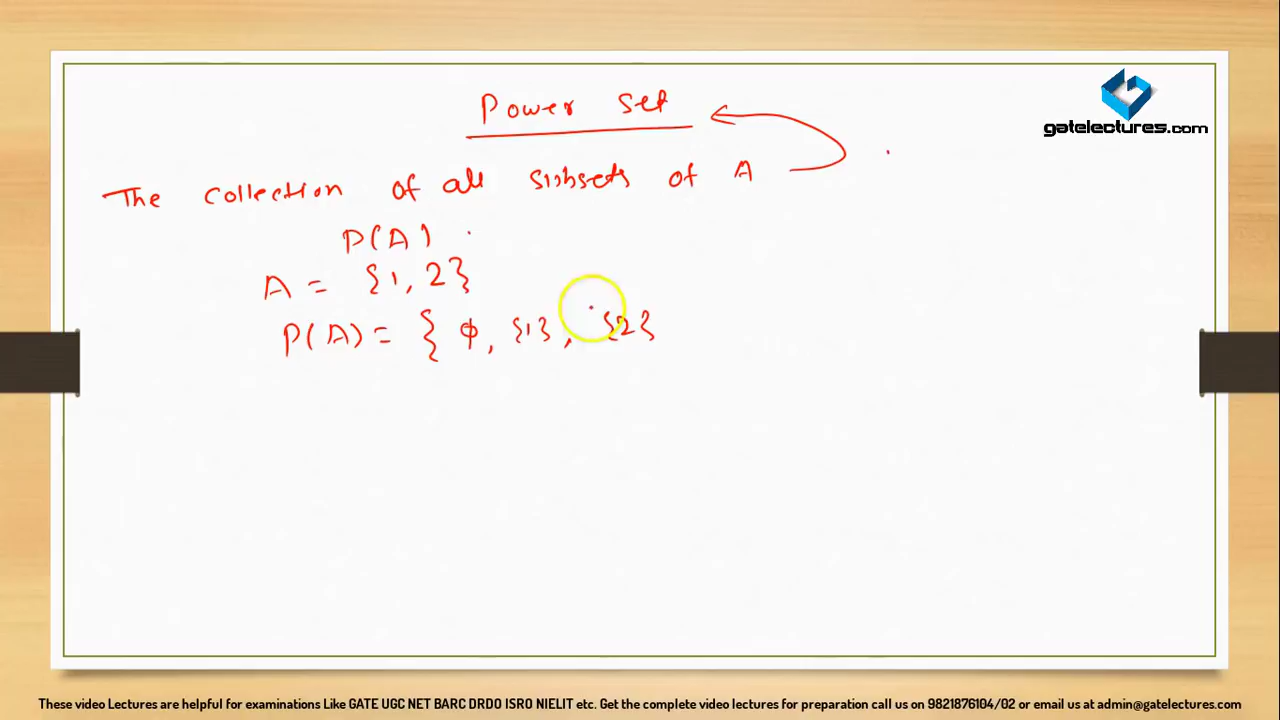 Power Set
gatelectures.com
The collection of all subsets of A
P(A)
A = {1, 2}
P(A) = { φ, {1}, {2}
These video Lectures are helpful for examinations Like GATE UGC NET BARC DRDO ISRO NIELIT etc. Get the complete video lectures for preparation call us on 9821876104/02 or email us at admin@gatelectures.com